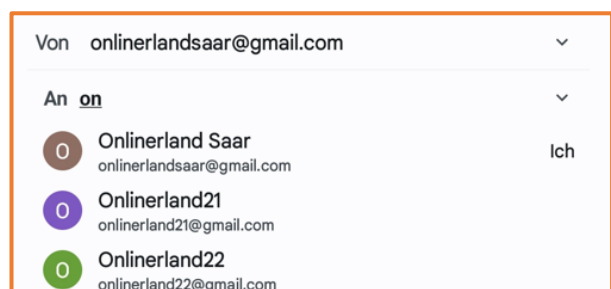 Von onlinerlandsaar@gmail.com
An on
O Onlinerland Saar Ich
onlinerlandsaar@gmail.com
O Onlinerland21
onlinerland21@gmail.com
O Onlinerland22
onlinerland22@gmail.com